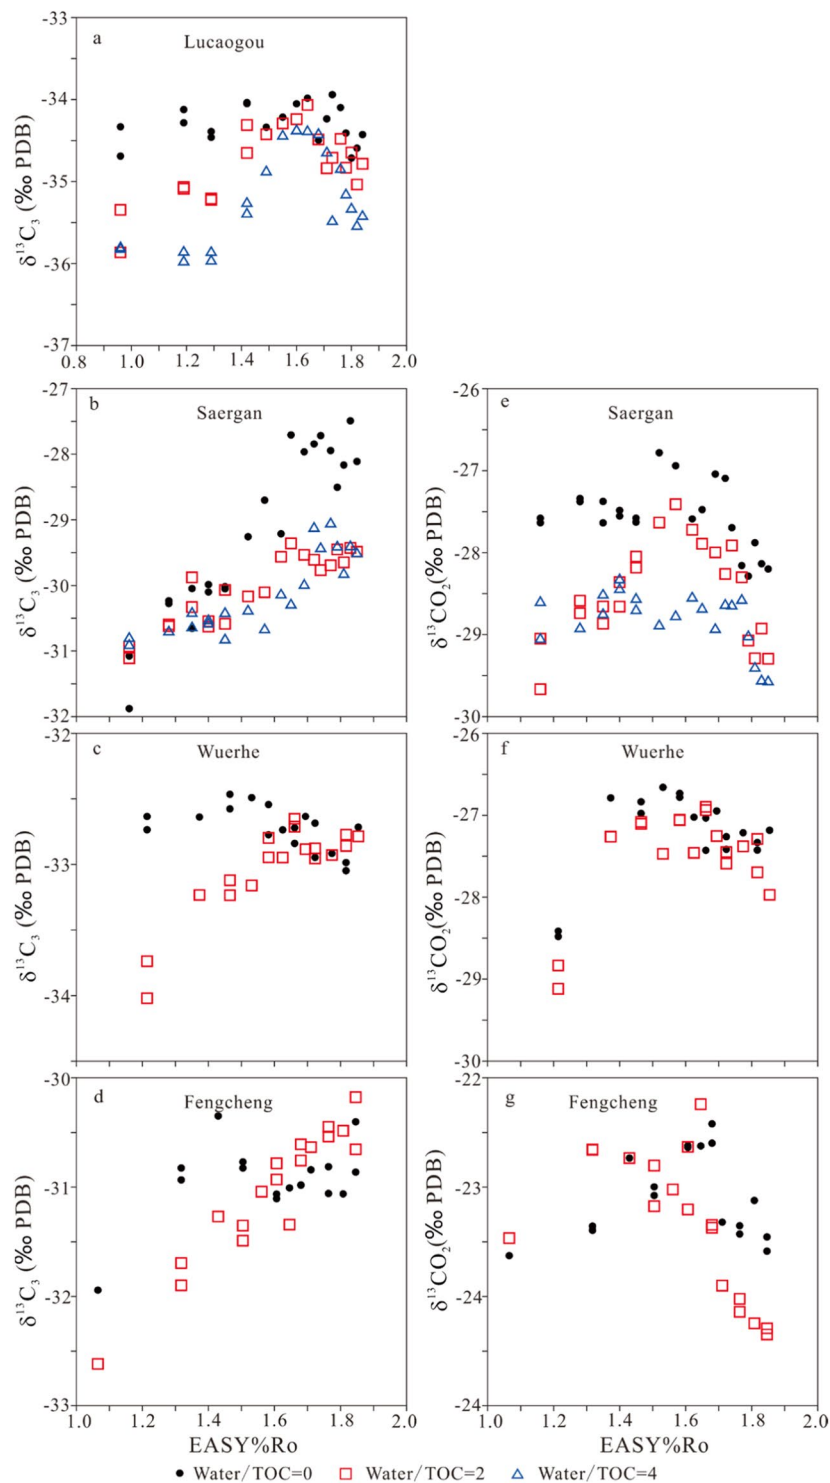 a
Lucaogou
-33
-34
-35
-36
-37
δ¹³C₃ (‰ PDB)
0.8
1.0
1.2
1.4
1.6
1.8
2.0
b
Saergan
-27
-28
-29
-30
-31
-32
δ¹³C₃ (‰ PDB)
e
Saergan
-26
-27
-28
-29
-30
δ¹³CO₂(‰ PDB)
c
Wuerhe
-32
-33
-34
δ¹³C₃ (‰ PDB)
f
Wuerhe
-26
-27
-28
-29
-30
δ¹³CO₂(‰ PDB)
d
Fengcheng
-30
-31
-32
-33
δ¹³C₃ (‰ PDB)
1.0
1.2
1.4
1.6
1.8
2.0
EASY%Ro
g
Fengcheng
-22
-23
-24
-24
δ¹³CO₂(‰ PDB)
1.0
1.2
1.4
1.6
1.8
2.0
EASY%Ro
Water/TOC=0
Water/TOC=2
Water/TOC=4